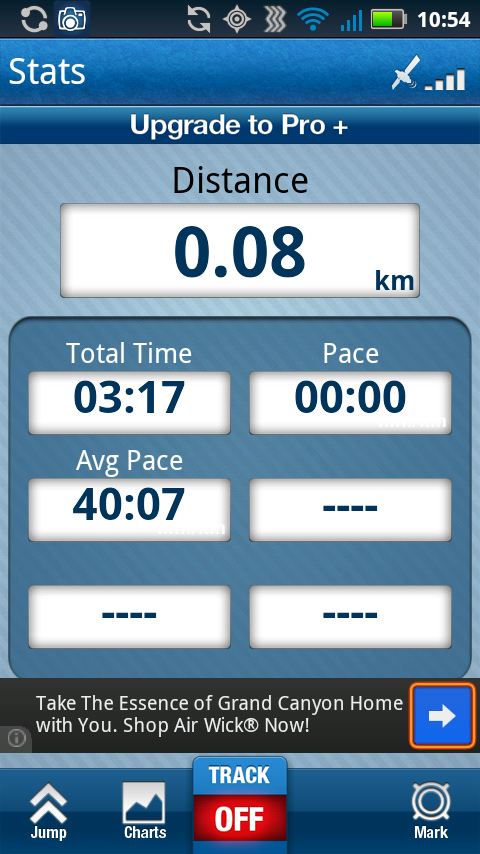 10:54
Stats
Upgrade to Pro +
Distance
0.08
km
Total Time
Pace
03:17
00:00
Avg Pace
40:07
----
----
----
Take The Essence of Grand Canyon Home
with You. Shop Air Wick® Now!
TRACK
OFF
Jump
Charts
Mark